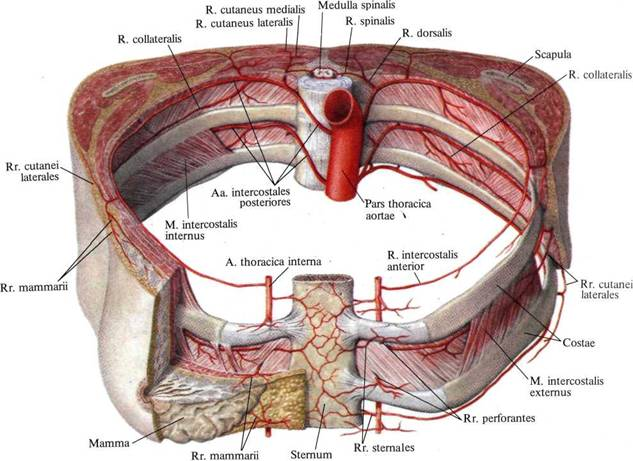 R. cutaneus medialis
R. cutaneus lateralis
Medulla spinalis
R. spinalis
R. collateralis
R. dorsalis
Scapula
R. collateralis
Rr. cutanei
laterales
Aa. intercostales
posteriores
Pars thoracica
aortae
M. intercostalis
internus
A. thoracica interna
R. intercostalis
anterior
Rr. mammarii
Rr. cutanei
laterales
Costae
M. intercostalis
externus
Rr. perforantes
Mamma
Rr. mammarii
Sternum
Rr. sternales